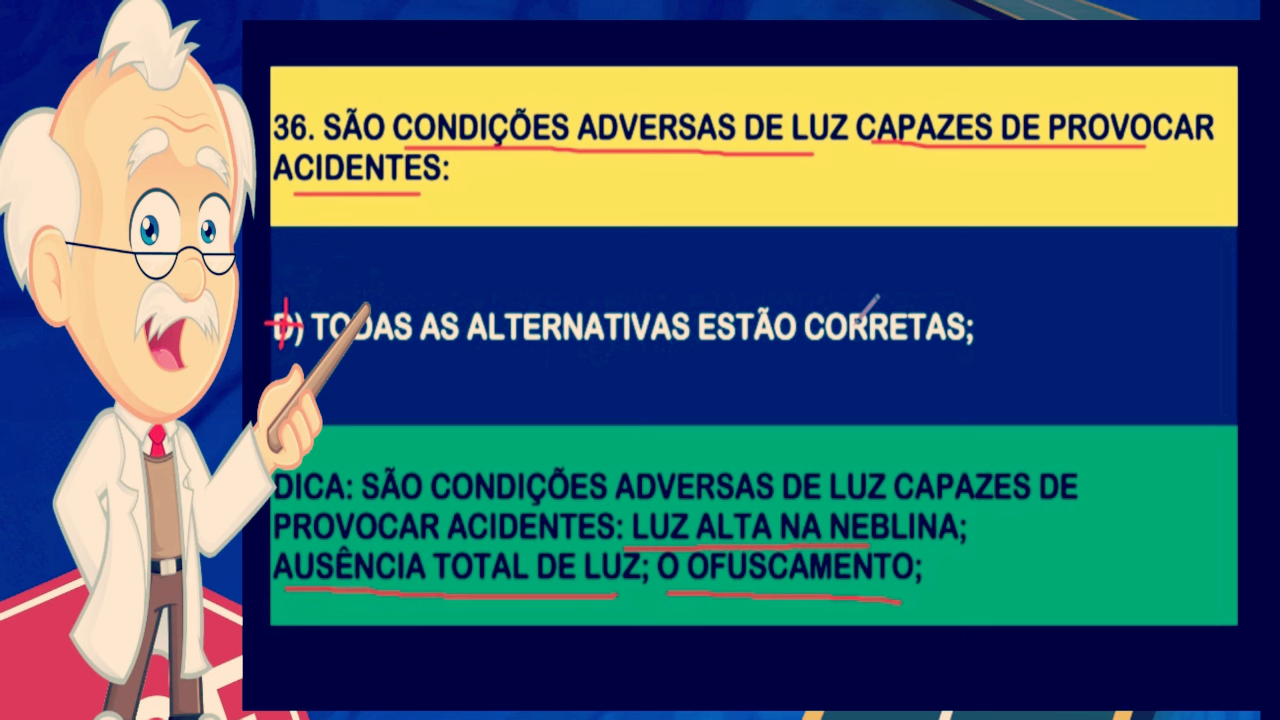 36. SÃO CONDIÇÕES ADVERSAS DE LUZ CAPAZES DE PROVOCAR
ACIDENTES:
D) TODAS AS ALTERNATIVAS ESTÃO CORRETAS;
DICA: SÃO CONDIÇÕES ADVERSAS DE LUZ CAPAZES DE
PROVOCAR ACIDENTES: LUZ ALTA NA NEBLINA;
AUSÊNCIA TOTAL DE LUZ; O OFUSCAMENTO;